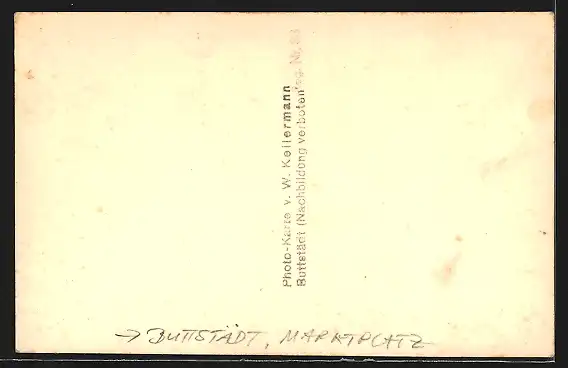 Photo-Karte v. W. Kellermann
Buttstädt (Nachbildung verboten
→ BUTTSTÄDT, MARKTPLATZ